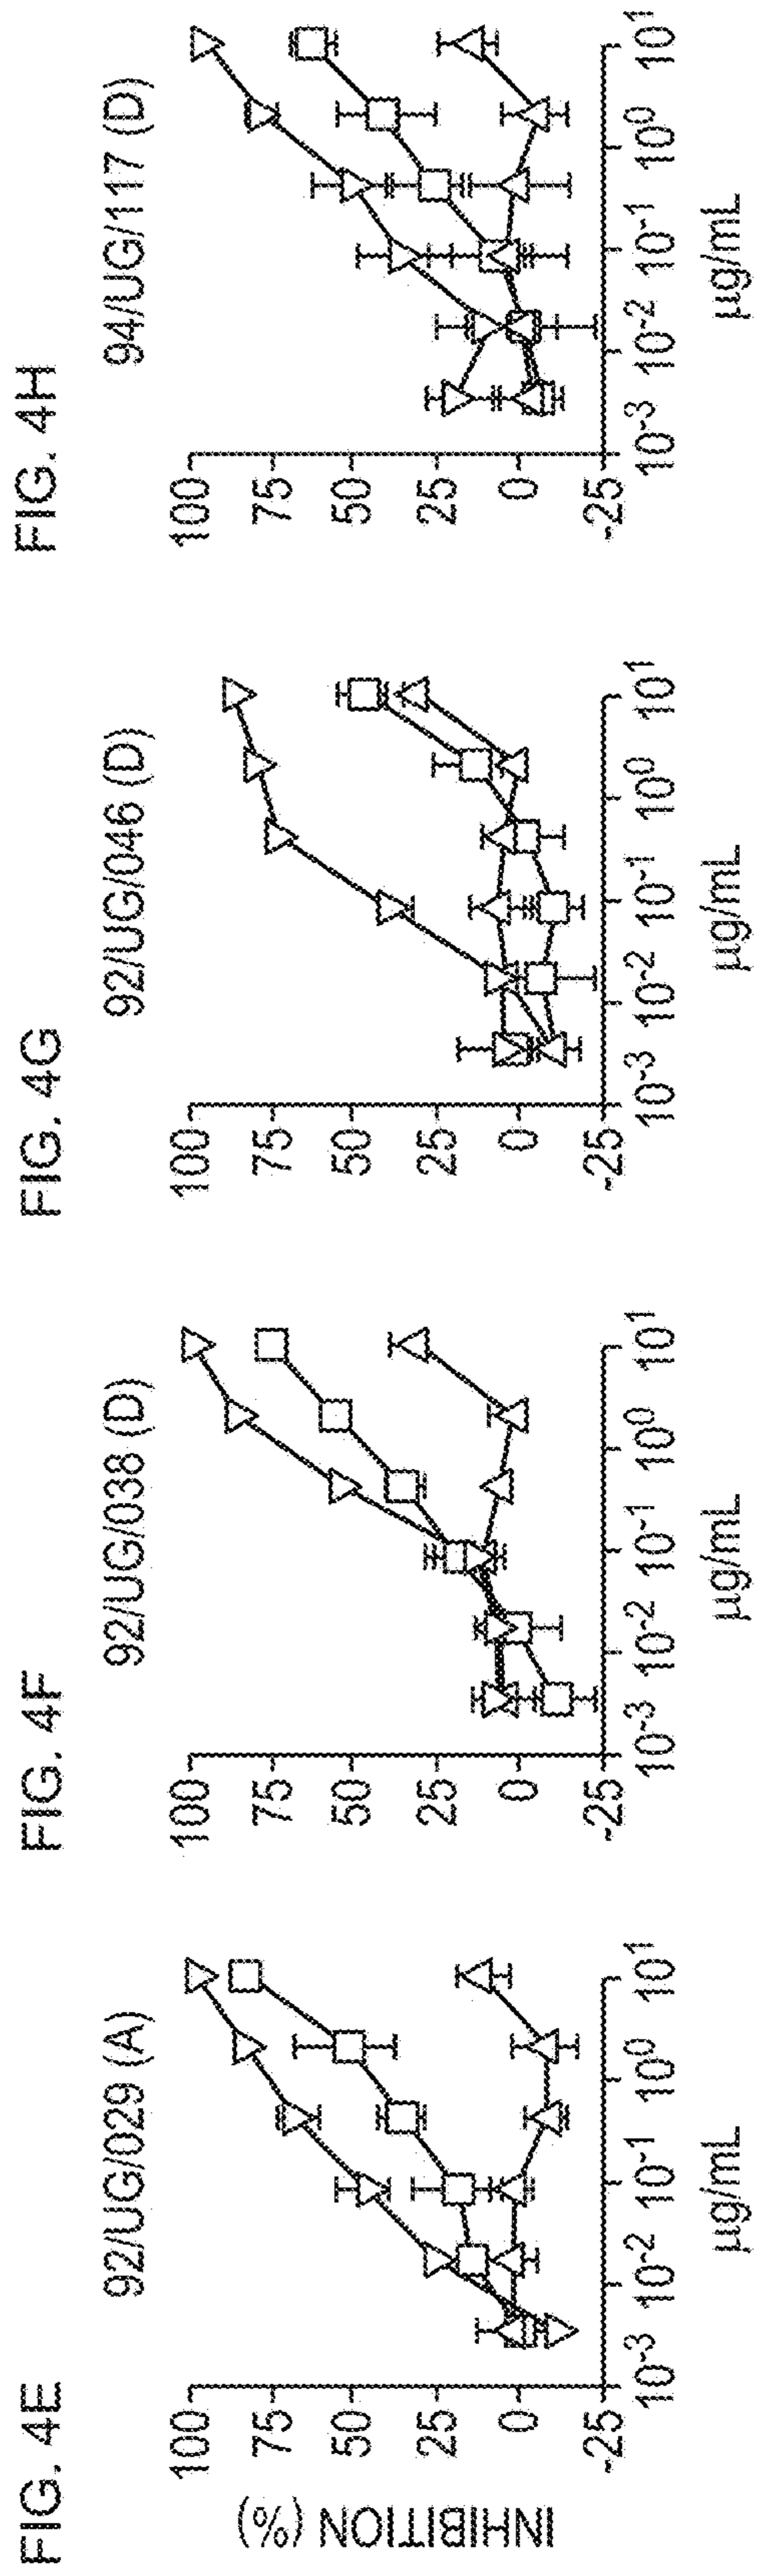 FIG. 4E
92/UG/029 (A)
INHIBITION (%)
100
75
50
25
0
-25
10-3 10-2 10-1 100 101
µg/mL
FIG. 4F
92/UG/038 (D)
100
75
50
25
0
-25
10-3 10-2 10-1 100 101
µg/mL
FIG. 4G
92/UG/046 (D)
100
75
50
25
0
-25
10-3 10-2 10-1 100 101
µg/mL
FIG. 4H
94/UG/117 (D)
100
75
50
25
0
-25
10-3 10-2 10-1 100 101
µg/mL